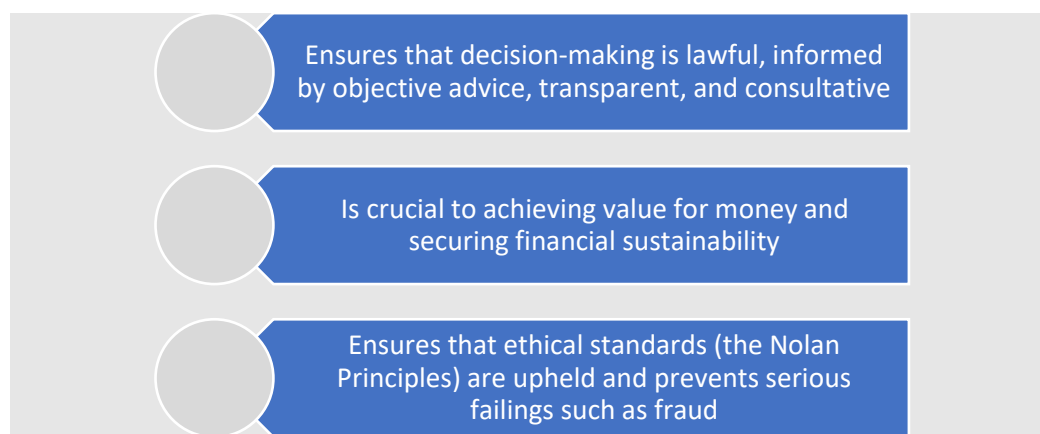 Ensures that decision-making is lawful, informed
by objective advice, transparent, and consultative
Is crucial to achieving value for money and
securing financial sustainability
Ensures that ethical standards (the Nolan
Principles) are upheld and prevents serious
failings such as fraud